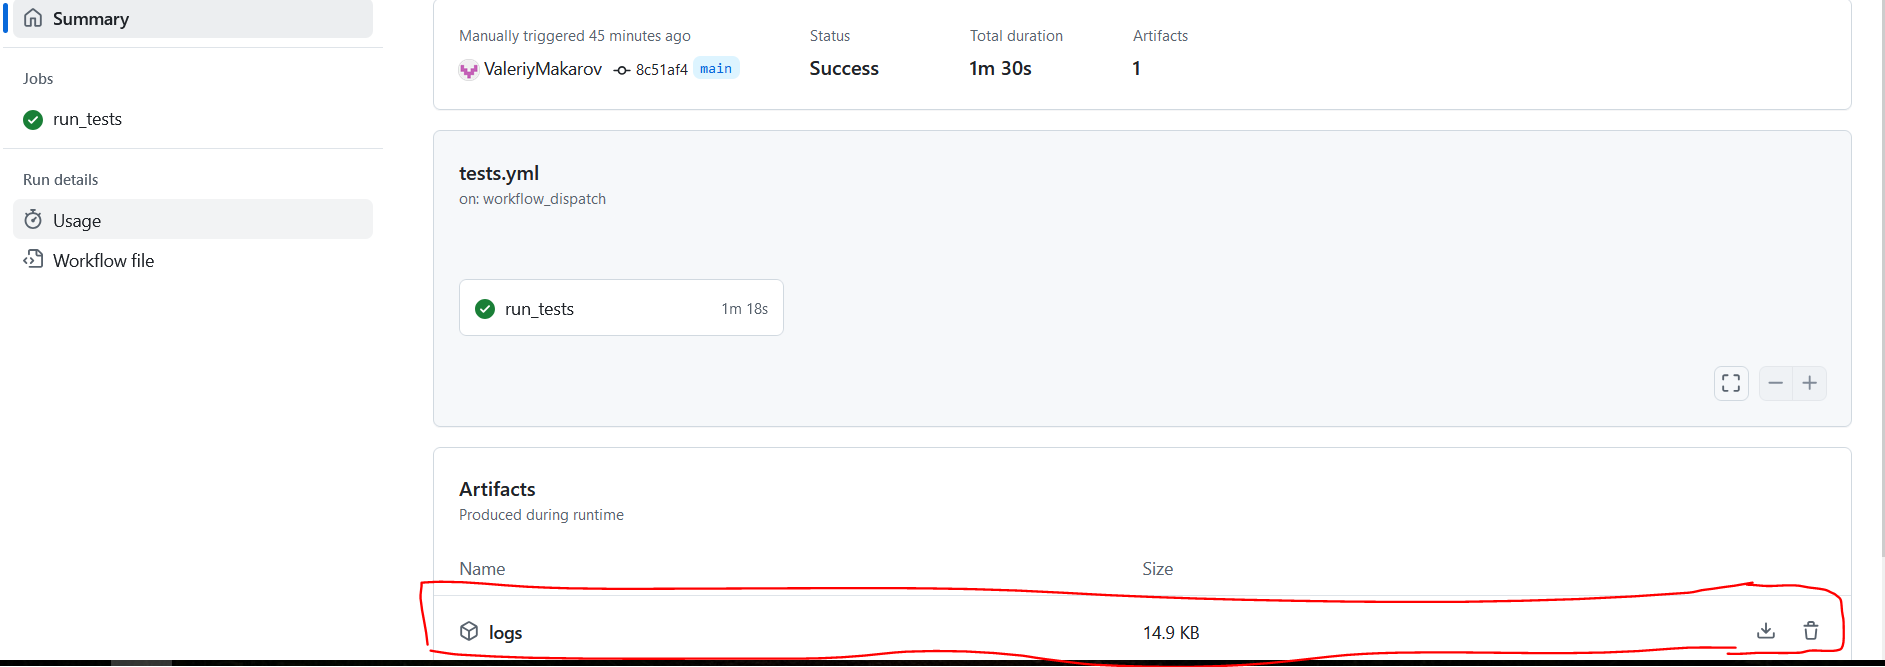 Summary
Jobs
run_tests
Run details
Usage
Workflow file
Manually triggered 45 minutes ago
ValeriyMakarov 8c51af4 main
Status
Success
Total duration
1m 30s
Artifacts
1
tests.yml
on: workflow_dispatch
run_tests 1m 18s
Artifacts
Produced during runtime
Name Size
logs 14.9 KB